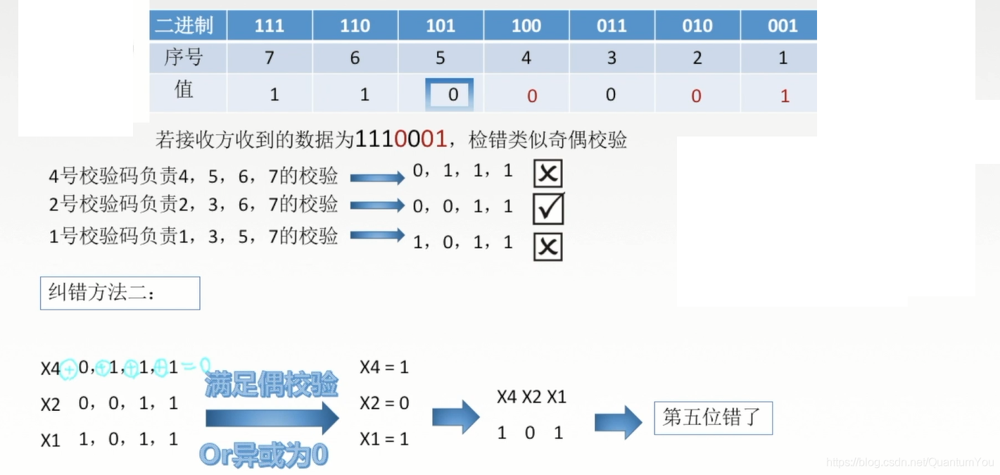 二进制 111 110 101 100 011 010 001
序号 7 6 5 4 3 2 1
值 1 1 0 0 0 0 1
若接收方收到的数据为1110001，检错类似奇偶校验
4号校验码负责4，5，6，7的校验 0，1，1，1
2号校验码负责2，3，6，7的校验 0，0，1，1
1号校验码负责1，3，5，7的校验 1，0，1，1
纠错方法二：
X4 + 0, + 1, + 1, + 1 = 0
X2 0，0，1，1
X1 1，0，1，1
满足偶校验
Or异或为0
X4 = 1
X2 = 0
X1 = 1
X4 X2 X1
1 0 1
第五位错了
https://blog.csdn.net/QuantumYou